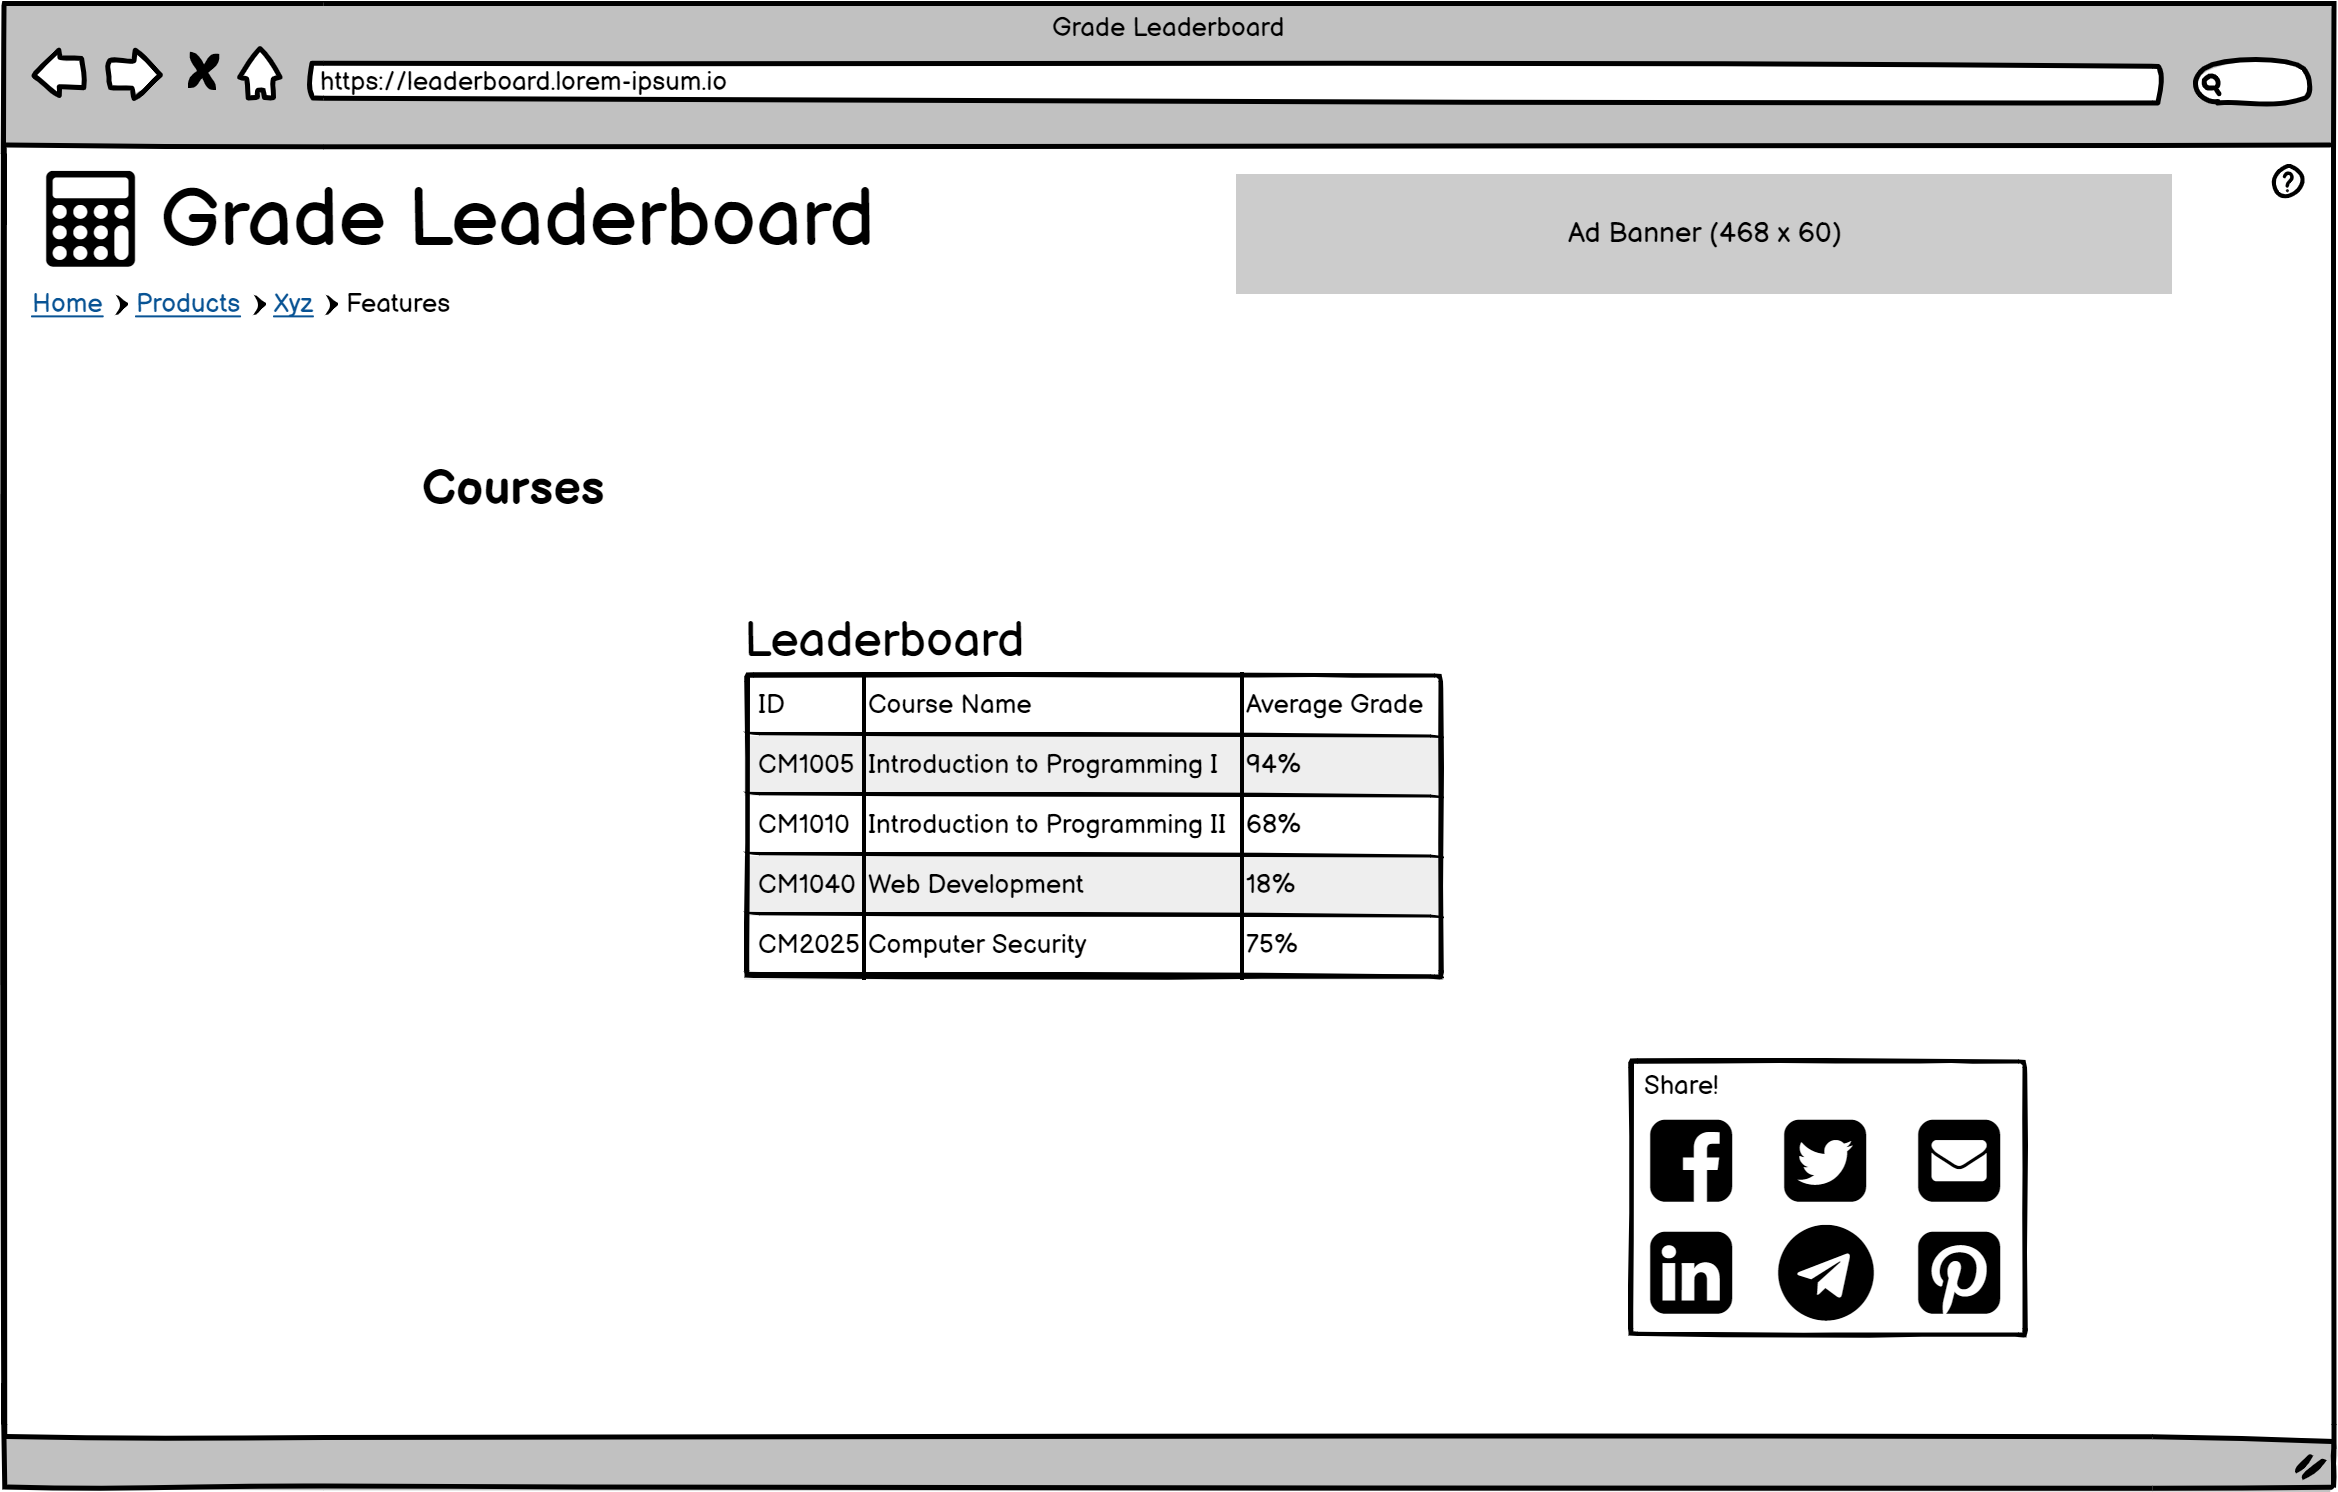 Grade Leaderboard
https://leaderboard.lorem-ipsum.io
Grade Leaderboard
Ad Banner (468 x 60)
Home Products Xyz Features
Courses
Leaderboard
ID Course Name Average Grade
CM1005 Introduction to Programming I 94%
CM1010 Introduction to Programming II 68%
CM1040 Web Development 18%
CM2025 Computer Security 75%
Share!